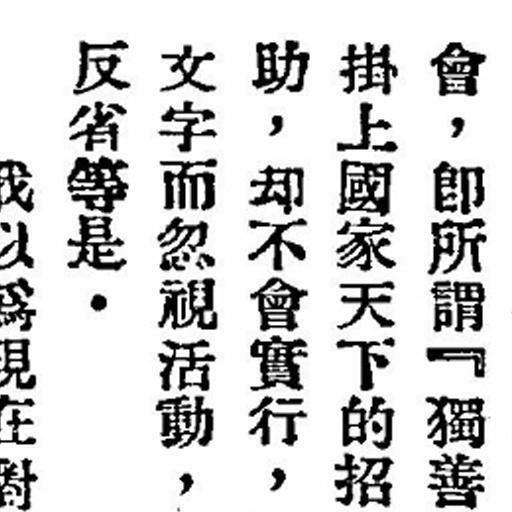 會，卽所謂『獨善
掛上國家天下的招
助，却不會實行，
文字而忽視活動，
反省等是．
我以爲現在對